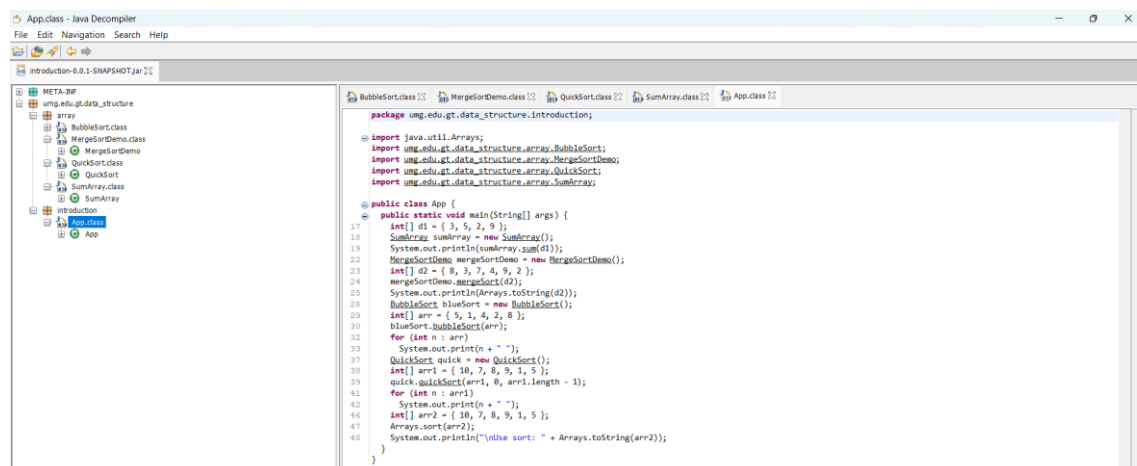 App.class - Java Decompiler
File Edit Navigation Search Help
introduction-0.0.1-SNAPSHOT.jar
META-INF
umg.edu.gt.data_structure
array
BubbleSort.class
MergeSortDemo.class
MergeSortDemo
QuickSort.class
QuickSort
SumArray.class
SumArray
introduction
App.class
App
BubbleSort.class MergeSortDemo.class QuickSort.class SumArray.class App.class
package umg.edu.gt.data_structure.introduction;
import java.util.Arrays;
import umg.edu.gt.data_structure.array.BubbleSort;
import umg.edu.gt.data_structure.array.MergeSortDemo;
import umg.edu.gt.data_structure.array.QuickSort;
import umg.edu.gt.data_structure.array.SumArray;
public class App {
public static void main(String[] args) {
17 int[] d1 = { 3, 5, 2, 9 };
18 SumArray sumArray = new SumArray();
19 System.out.println(sumArray.sum(d1));
22 MergeSortDemo mergeSortDemo = new MergeSortDemo();
23 int[] d2 = { 8, 3, 7, 4, 9, 2 };
24 mergeSortDemo.mergeSort(d2);
25 System.out.println(Arrays.toString(d2));
28 BubbleSort blueSort = new BubbleSort();
29 int[] arr = { 5, 1, 4, 2, 8 };
30 blueSort.bubbleSort(arr);
32 for (int n : arr)
33 System.out.print(n + " ");
37 QuickSort quick = new QuickSort();
38 int[] arr1 = { 10, 7, 8, 9, 1, 5 };
39 quick.quickSort(arr1, 0, arr1.length - 1);
41 for (int n : arr1)
42 System.out.print(n + " ");
46 int[] arr2 = { 10, 7, 8, 9, 1, 5 };
47 Arrays.sort(arr2);
48 System.out.println("\nUse sort: " + Arrays.toString(arr2));
}
}